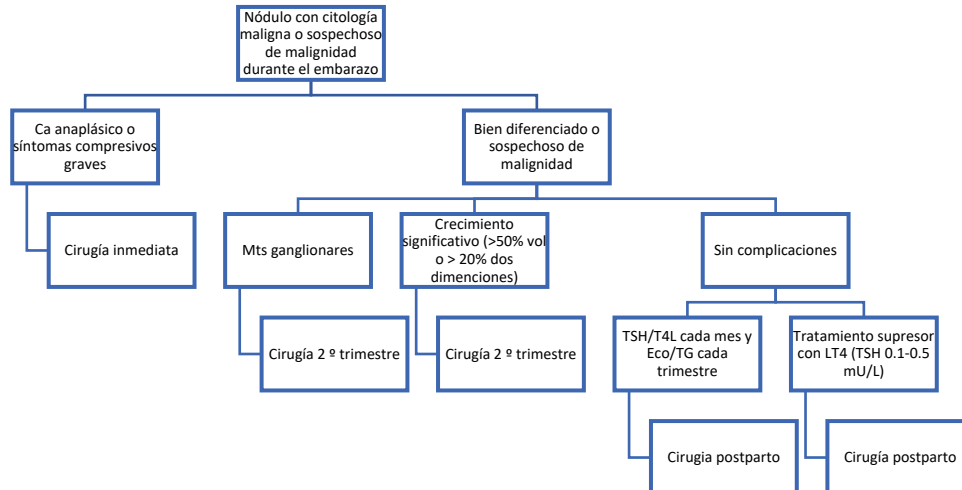 Nódulo con citología
maligna o sospechoso
de malignidad
durante el embarazo
Ca anaplásico o
síntomas compresivos
graves
Bien diferenciado o
sospechoso de
malignidad
Cirugía inmediata
Mts ganglionares
Crecimiento
significativo (>50% vol
o > 20% dos
dimenciones)
Sin complicaciones
Cirugía 2 º trimestre
Cirugía 2 º trimestre
TSH/T4L cada mes y
Eco/TG cada
trimestre
Tratamiento supresor
con LT4 (TSH 0.1-0.5
mU/L)
Cirugia postparto
Cirugía postparto